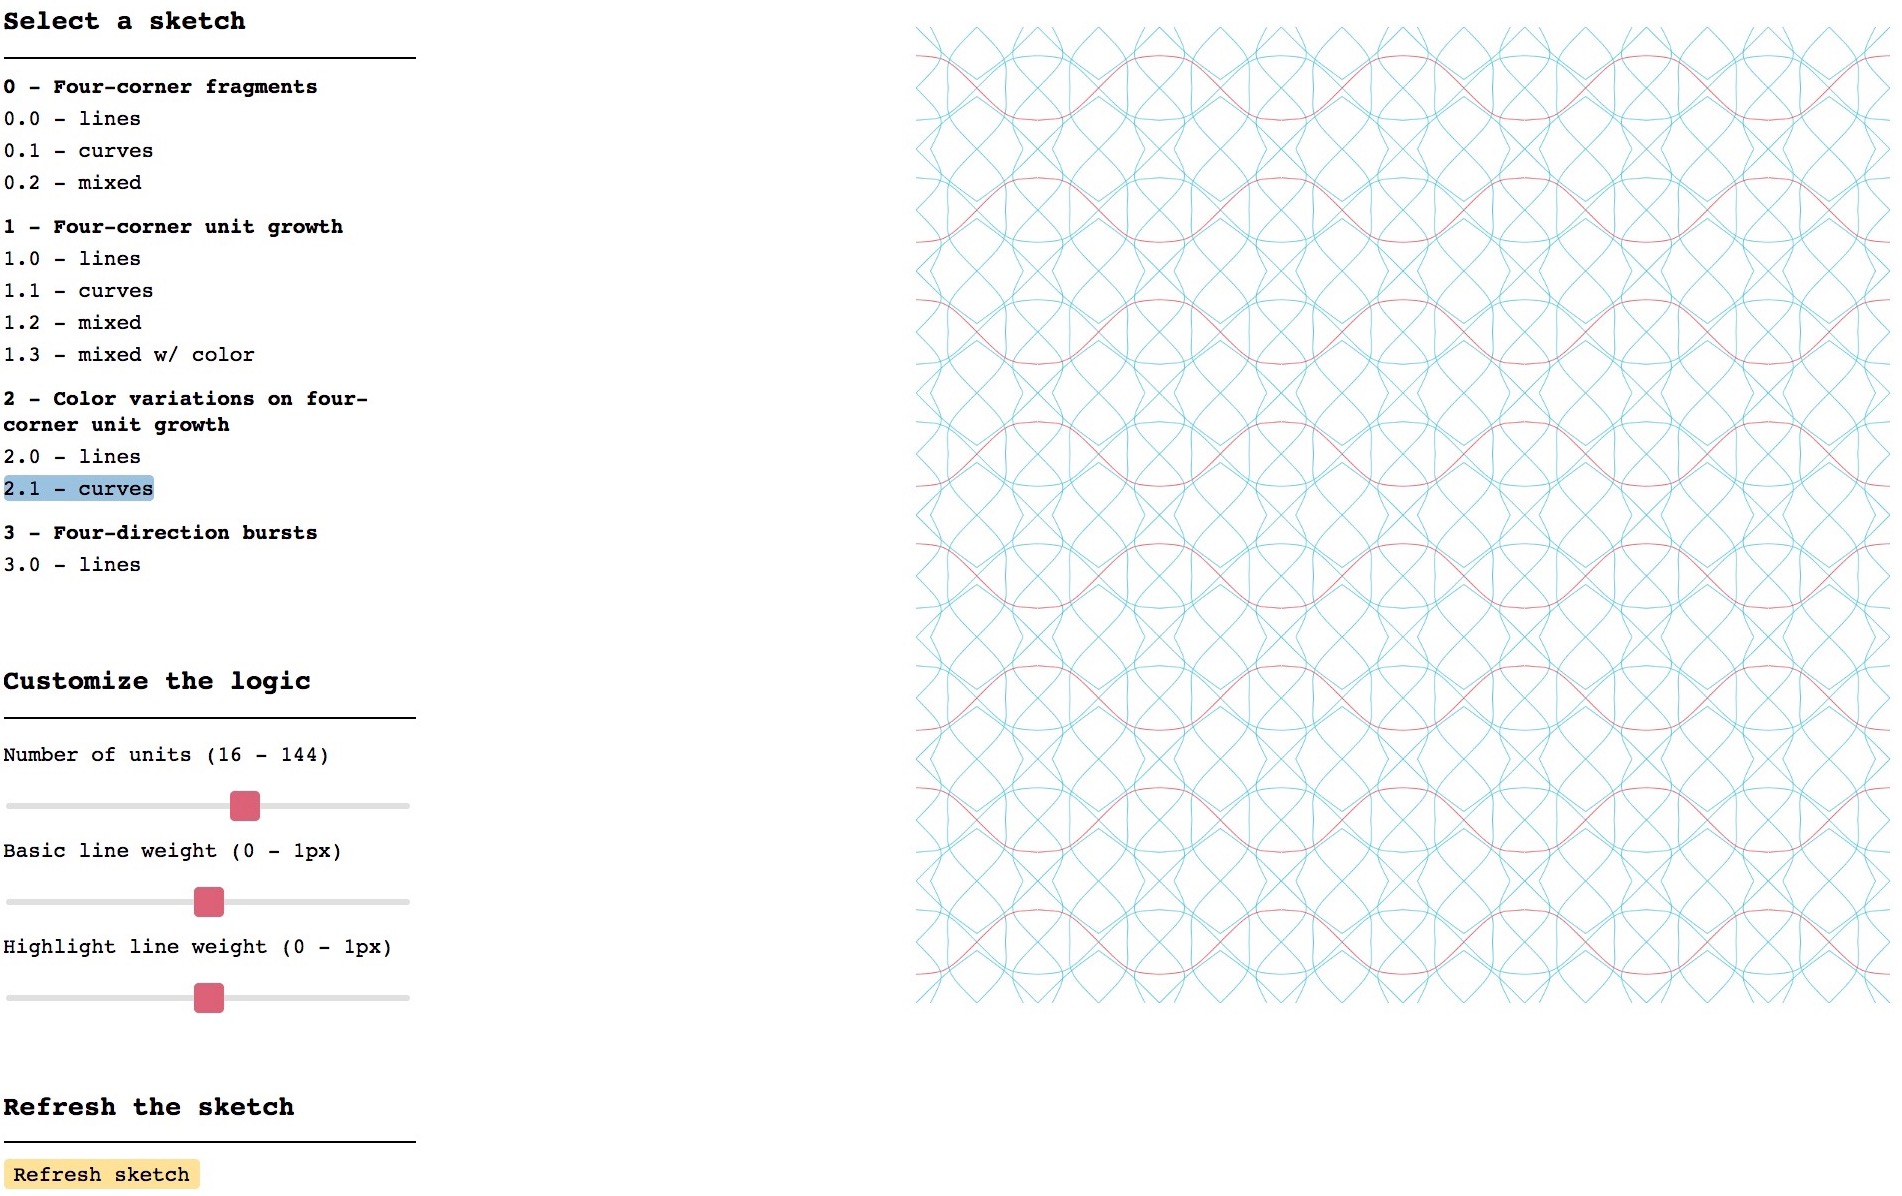 Select a sketch
0 - Four-corner fragments
0.0 - lines
0.1 - curves
0.2 - mixed
1 - Four-corner unit growth
1.0 - lines
1.1 - curves
1.2 - mixed
1.3 - mixed w/ color
2 - Color variations on four-
corner unit growth
2.0 - lines
2.1 - curves
3 - Four-direction bursts
3.0 - lines
Customize the logic
Number of units (16 - 144)
Basic line weight (0 - 1px)
Highlight line weight (0 - 1px)
Refresh the sketch
Refresh sketch